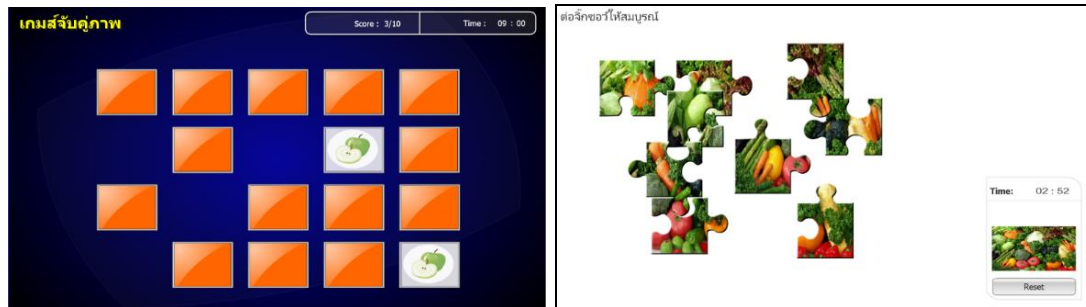 เกมส์จับคู่ภาพ
Score : 3/10
Time : 09 : 00
ต่อจิ๊กซอว์ให้สมบูรณ์
Time: 02 : 52
Reset